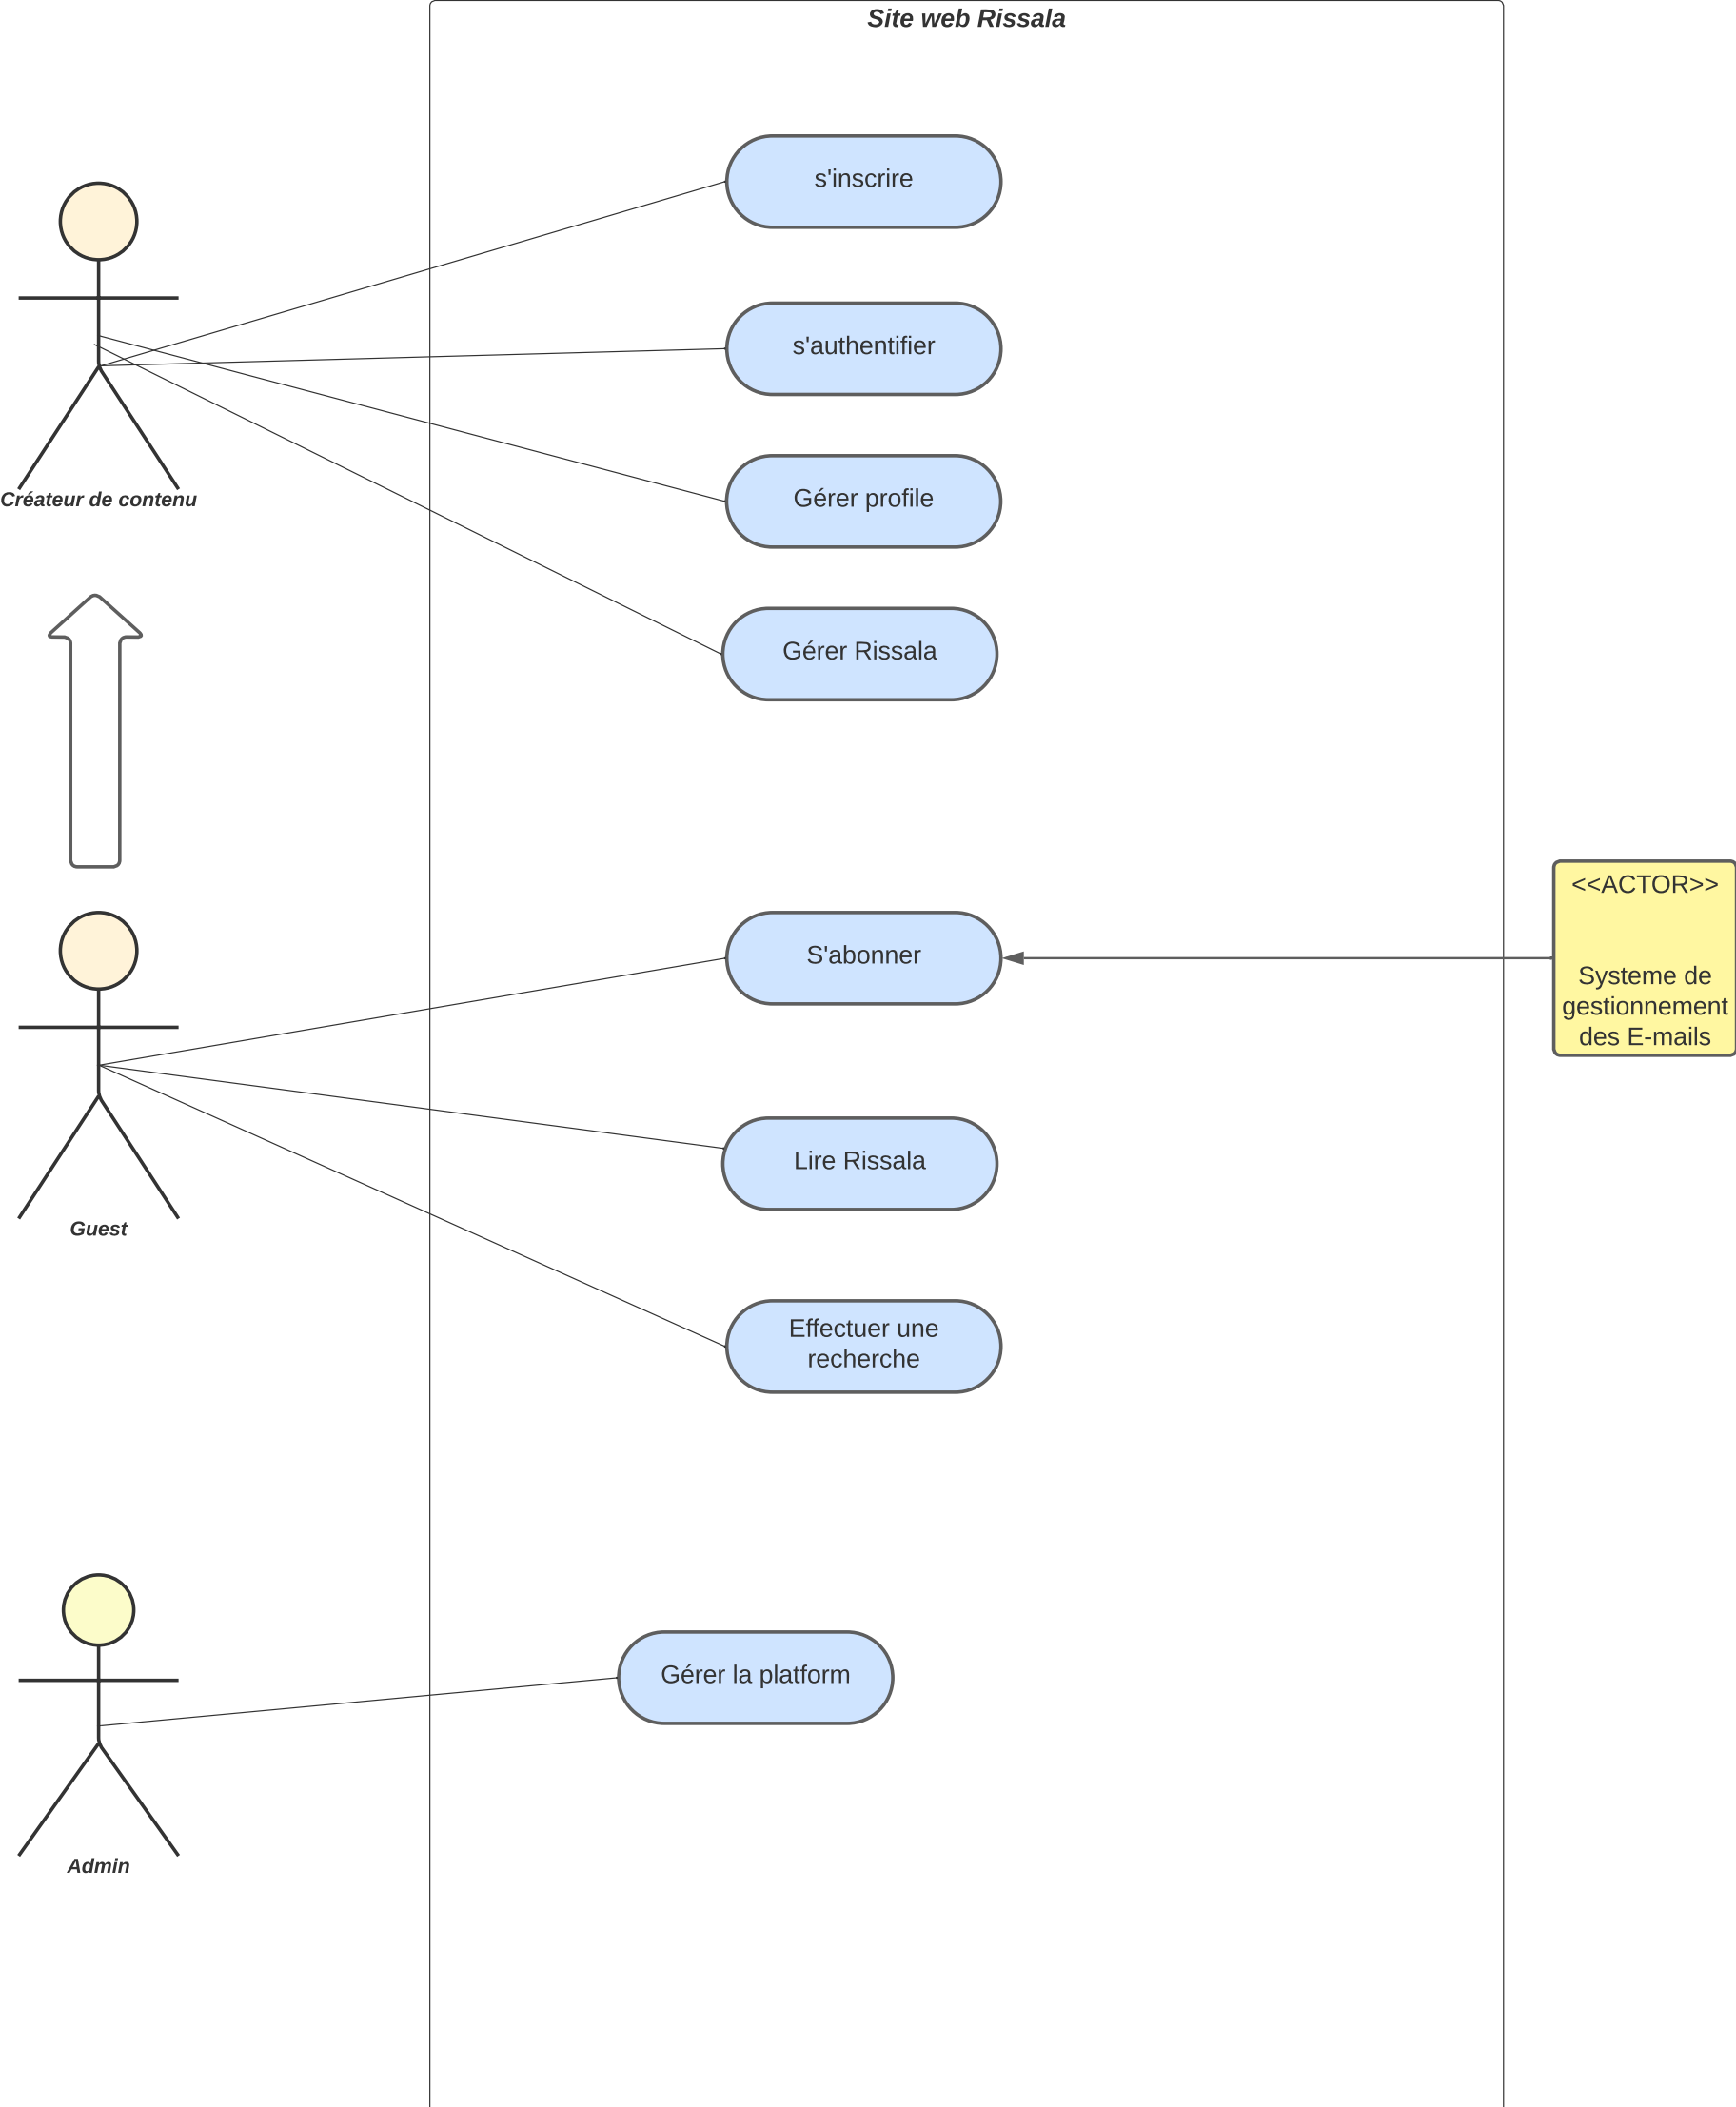 Site web Rissala
s'inscrire
s'authentifier
Créateur de contenu
Gérer profile
Gérer Rissala
<<ACTOR>>
S'abonner
Systeme de
gestionnement
des E-mails
Lire Rissala
Guest
Effectuer une
recherche
Gérer la platform
Admin